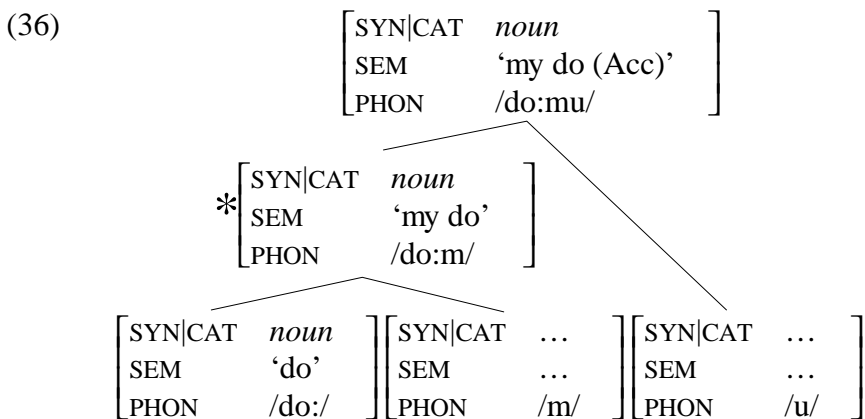 (36)
SYN|CAT noun
SEM ‘my do (Acc)’
PHON /do:mu/
*
SYN|CAT noun
SEM ‘my do’
PHON /do:m/
SYN|CAT noun SYN|CAT … SYN|CAT …
SEM ‘do’ SEM … SEM …
PHON /do:/ PHON /m/ PHON /u/